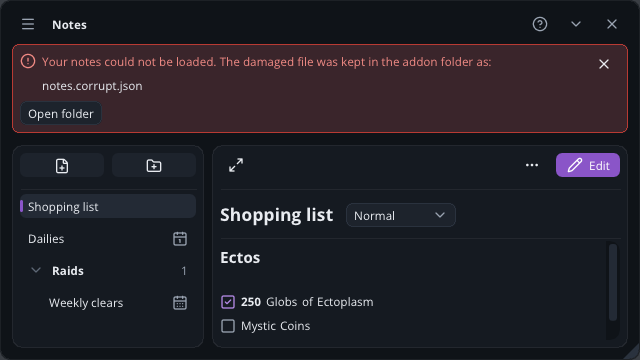 Notes
Your notes could not be loaded. The damaged file was kept in the addon folder as:
notes.corrupt.json
Open folder
Edit
Shopping list
Dailies
Raids 1
Weekly clears
Shopping list Normal
Ectos
250 Globs of Ectoplasm
Mystic Coins